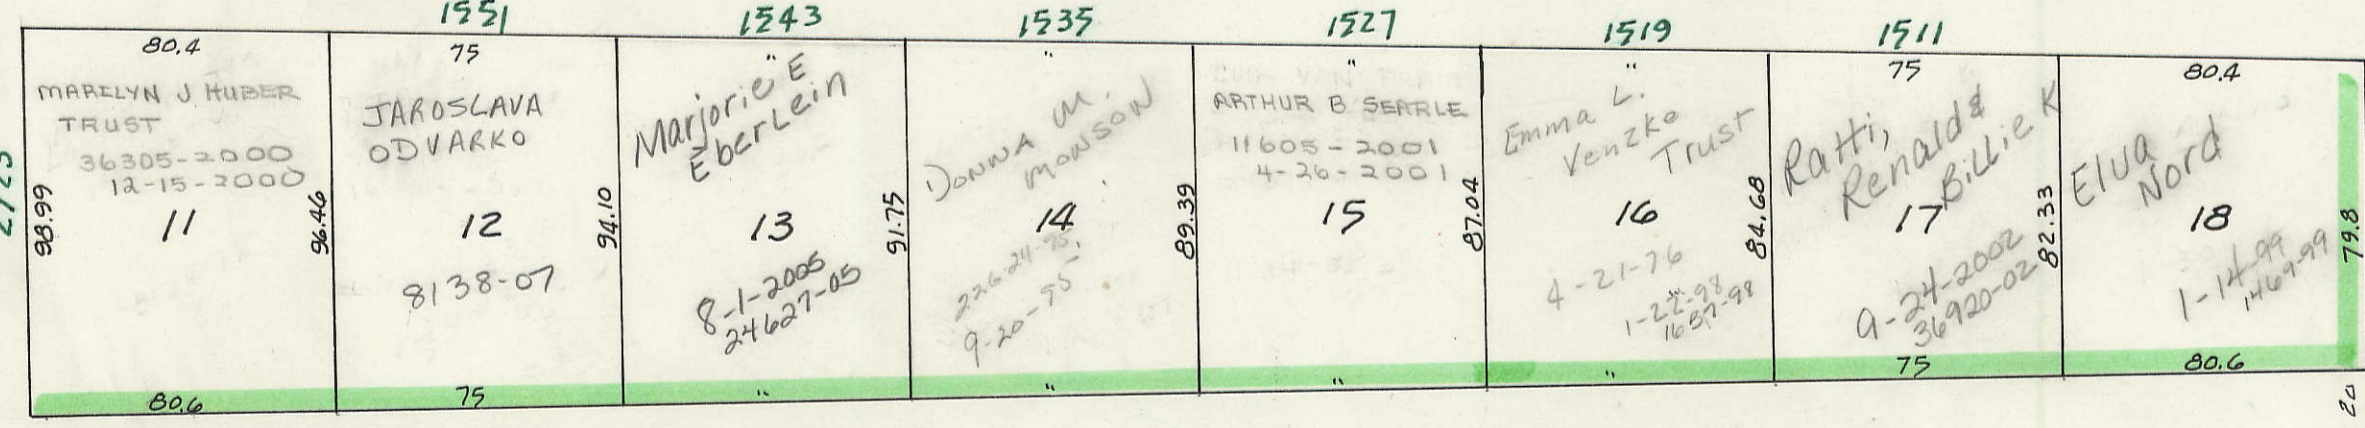 1551 1543 1535 1527 1519 1511
80.4 75 " " " " 75 80.4
MARELYN J. HUBER
TRUST
36305-2000
12-15-2000
98.99
11
96.46
80.6
JAROSLAVA
ODVARKO
12
94.10
8138-07
75
Marjorie E
Eberlein
13
91.75
8-1-2005
24627-05
"
DONNA M.
MONSON
14
89.39
9-20-95
"
ARTHUR B SEARLE
11605-2001
4-26-2001
15
87.04
"
Emma L.
Venzke
Trust
16
84.68
4-21-76
1-22-98
1637-98
"
Ratti,
Renald &
Billie K
17
82.33
9-24-2002
36920-02
75
Elva
Nord
18
79.8
1-14-99
1469-99
80.6
20